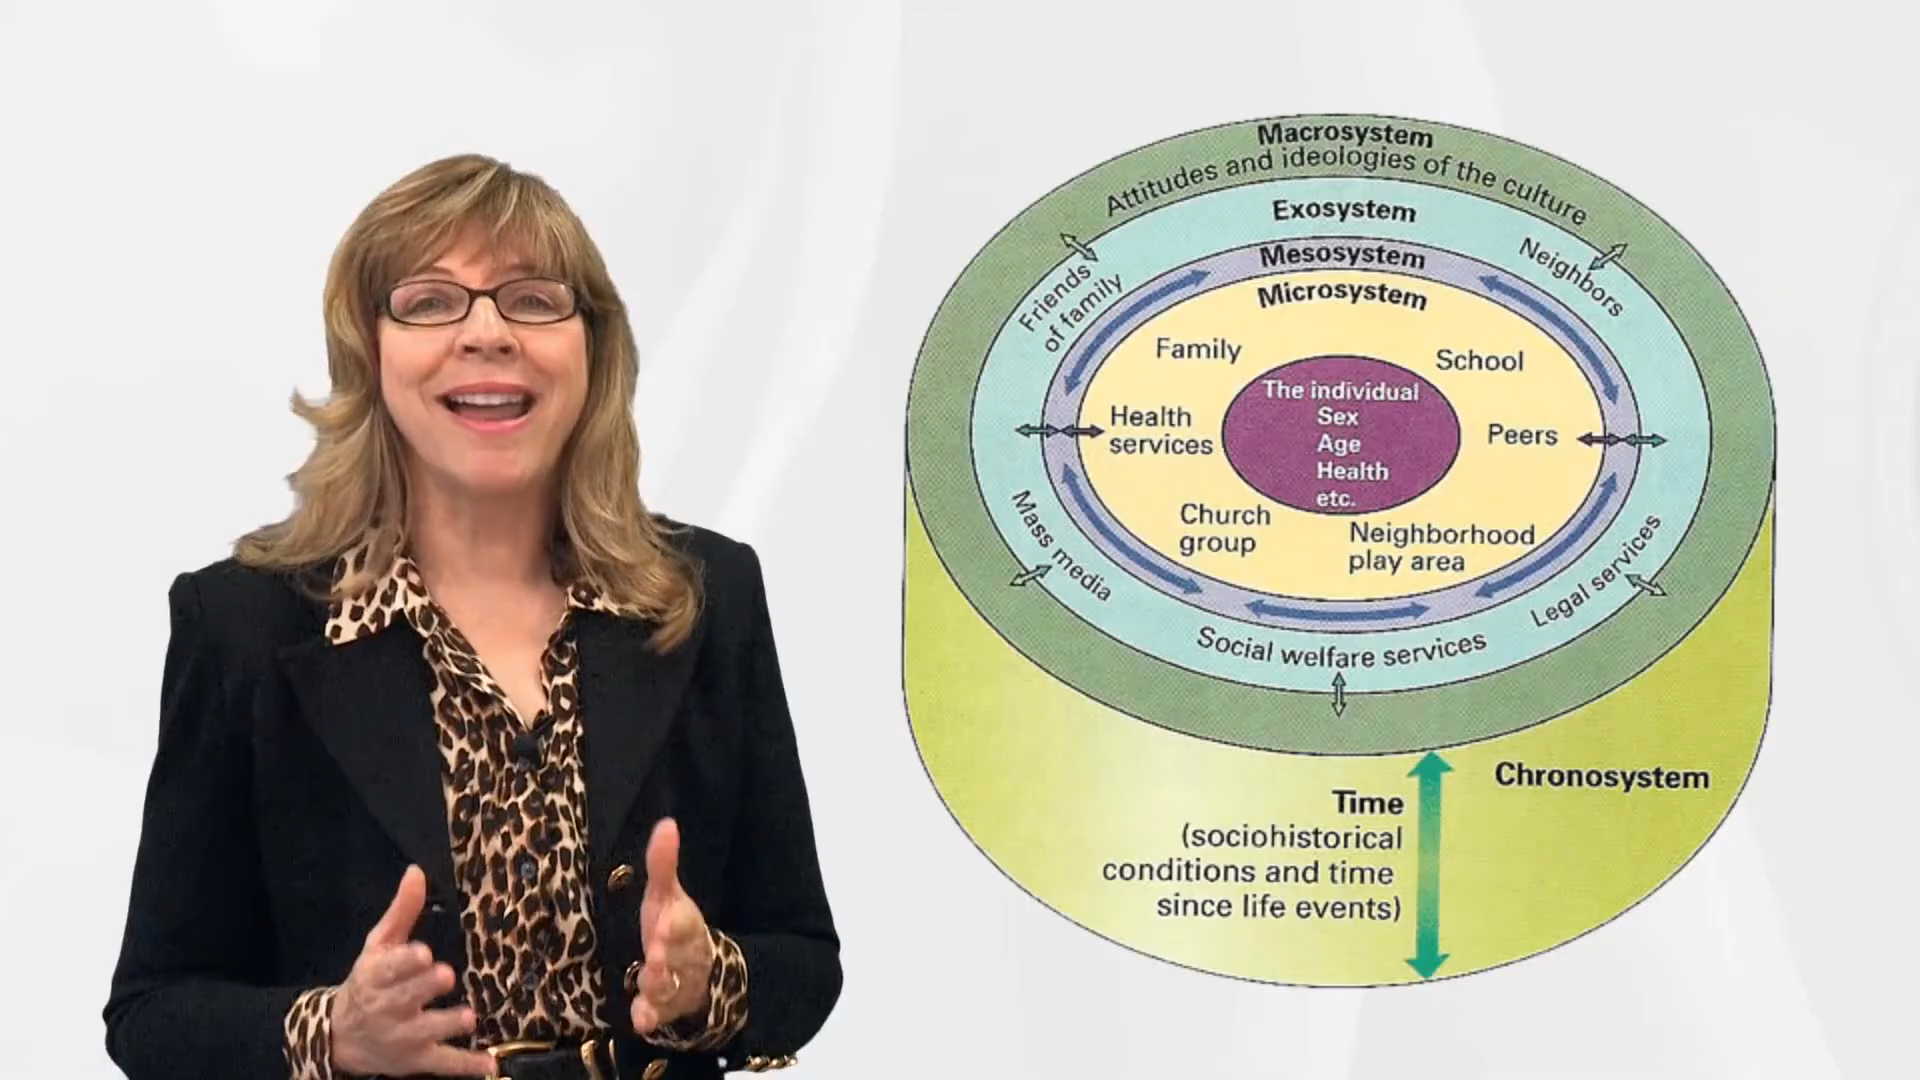 Macrosystem
Attitudes and ideologies of the culture
Exosystem
Mesosystem
Microsystem
Friends
of family
Neighbors
Family
School
The individual
Sex
Age
Health
etc.
Health
services
Peers
Church
group
Neighborhood
play area
Mass media
Legal services
Social welfare services
Chronosystem
Time
(sociohistorical
conditions and time
since life events)